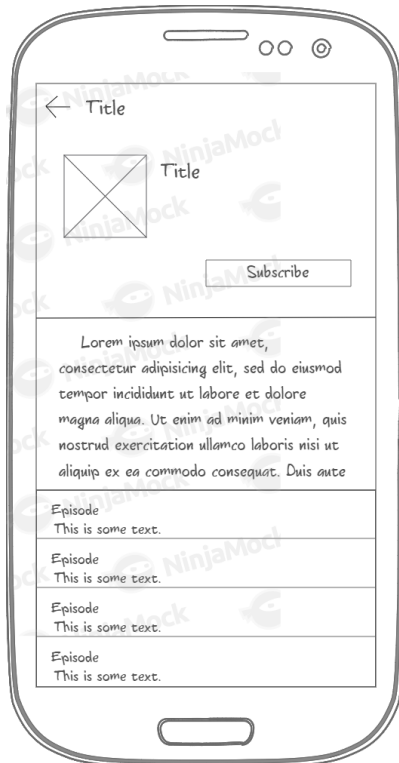 Title
Title
Subscribe
Lorem ipsum dolor sit amet,
consectetur adipisicing elit, sed do eiusmod
tempor incididunt ut labore et dolore
magna aliqua. Ut enim ad minim veniam, quis
nostrud exercitation ullamco laboris nisi ut
aliquip ex ea commodo consequat. Duis aute
Episode
This is some text.
Episode
This is some text.
Episode
This is some text.
Episode
This is some text.
NinjaMock